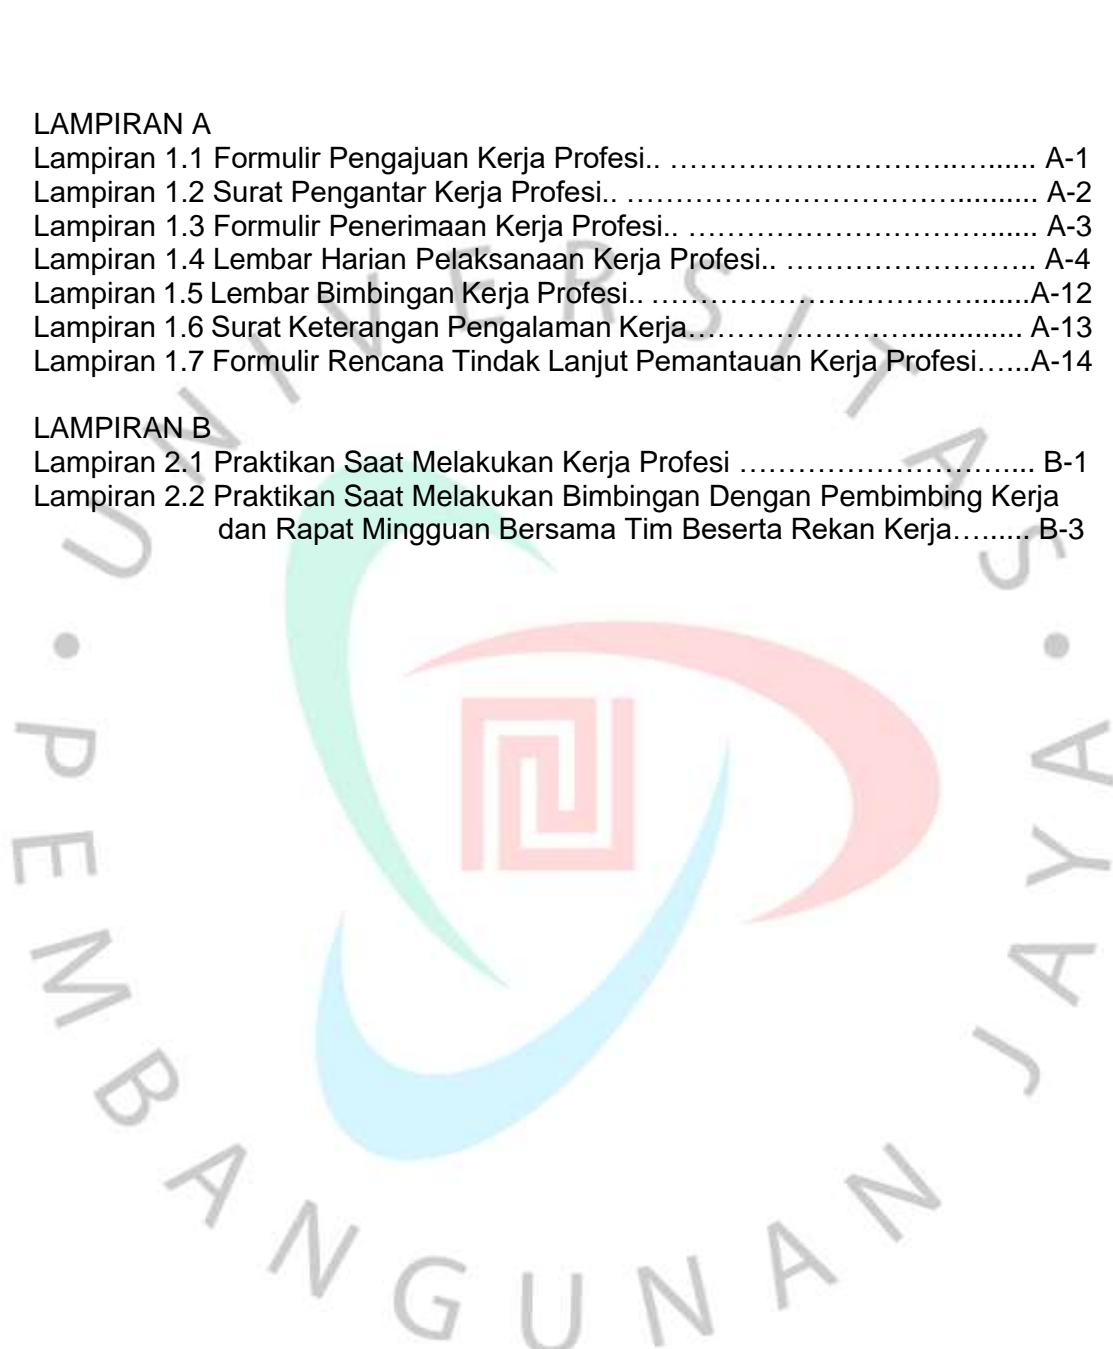 LAMPIRAN A
Lampiran 1.1 Formulir Pengajuan Kerja Profesi.. ……….………………..…...... A-1
Lampiran 1.2 Surat Pengantar Kerja Profesi.. …………………………….......... A-2
Lampiran 1.3 Formulir Penerimaan Kerja Profesi.. …………………………....... A-3
Lampiran 1.4 Lembar Harian Pelaksanaan Kerja Profesi.. …………………….. A-4
Lampiran 1.5 Lembar Bimbingan Kerja Profesi.. ……………….…………........A-12
Lampiran 1.6 Surat Keterangan Pengalaman Kerja…………………................ A-13
Lampiran 1.7 Formulir Rencana Tindak Lanjut Pemantauan Kerja Profesi…...A-14
LAMPIRAN B
Lampiran 2.1 Praktikan Saat Melakukan Kerja Profesi ………………………..... B-1
Lampiran 2.2 Praktikan Saat Melakukan Bimbingan Dengan Pembimbing Kerja
dan Rapat Mingguan Bersama Tim Beserta Rekan Kerja…....... B-3
UNIVERSITAS • PEMBANGUNAN JAYA •